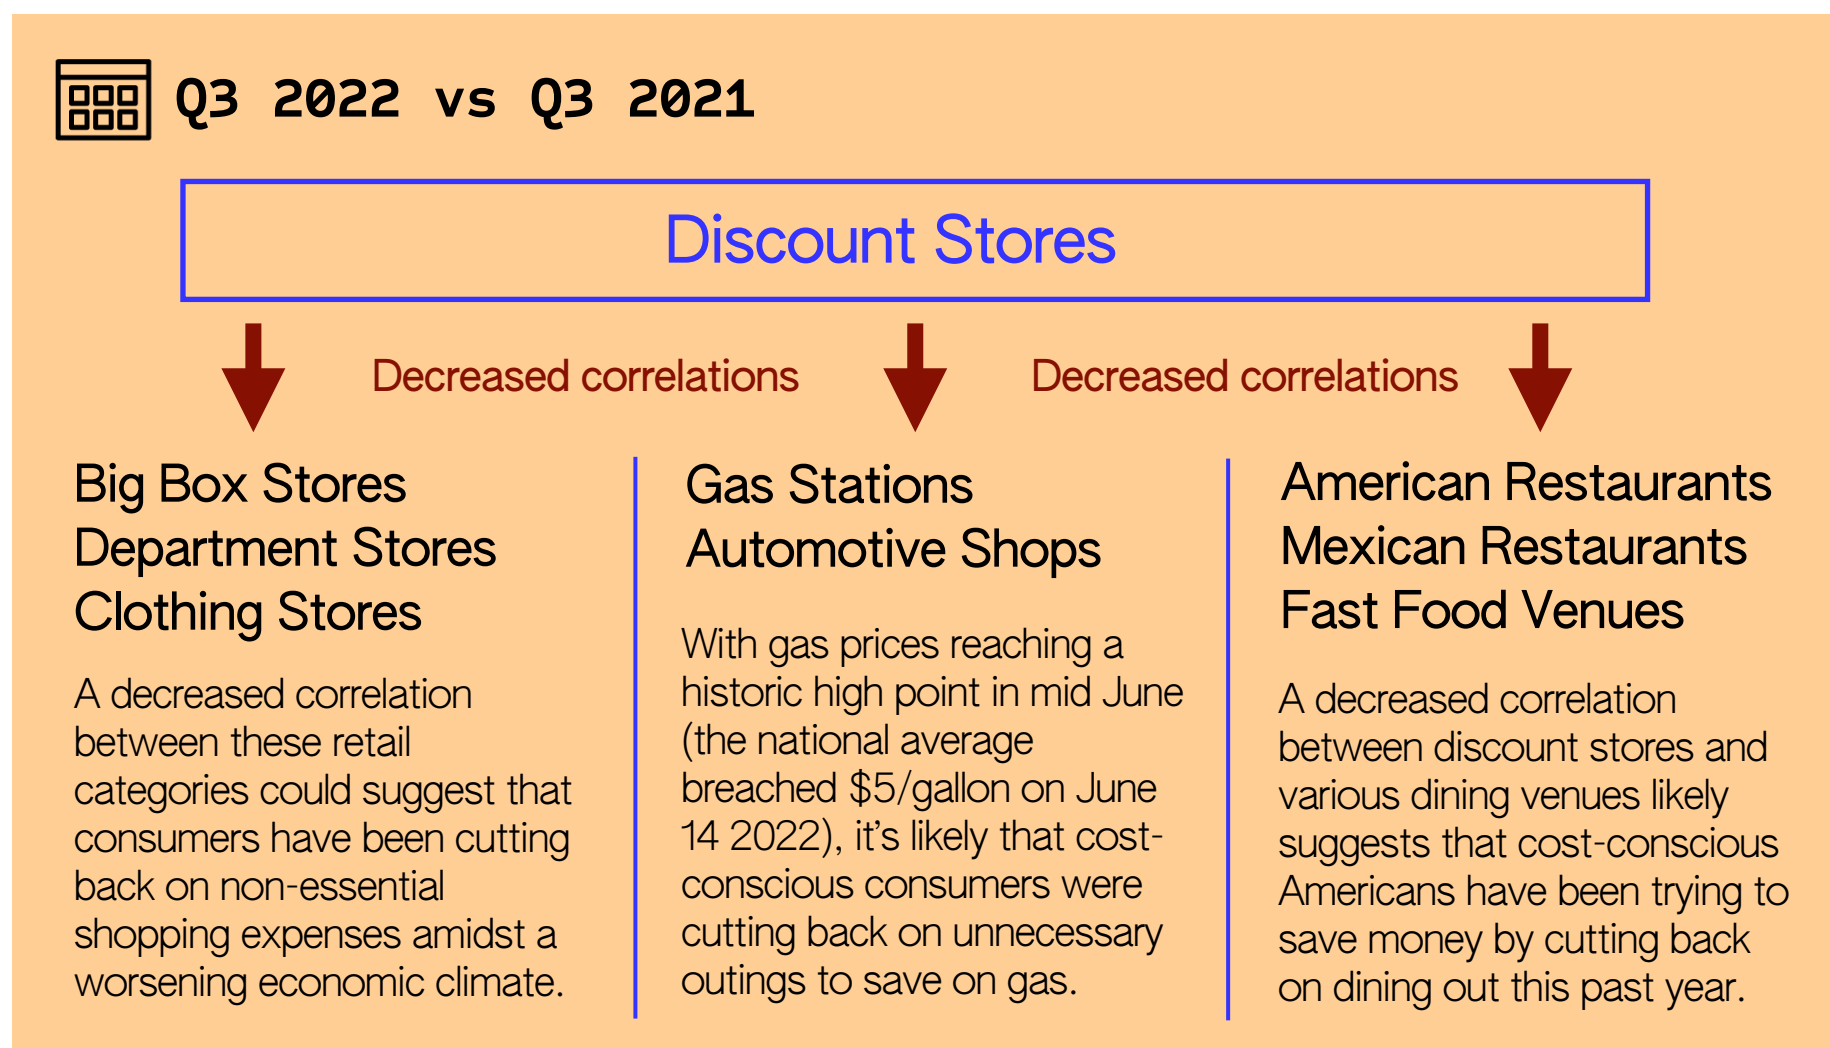 Q3 2022 vs Q3 2021
Discount Stores
Decreased correlations
Decreased correlations
Big Box Stores
Department Stores
Clothing Stores
A decreased correlation
between these retail
categories could suggest that
consumers have been cutting
back on non-essential
shopping expenses amidst a
worsening economic climate.
Gas Stations
Automotive Shops
With gas prices reaching a
historic high point in mid June
(the national average
breached $5/gallon on June
14 2022), it’s likely that cost-
conscious consumers were
cutting back on unnecessary
outings to save on gas.
American Restaurants
Mexican Restaurants
Fast Food Venues
A decreased correlation
between discount stores and
various dining venues likely
suggests that cost-conscious
Americans have been trying to
save money by cutting back
on dining out this past year.